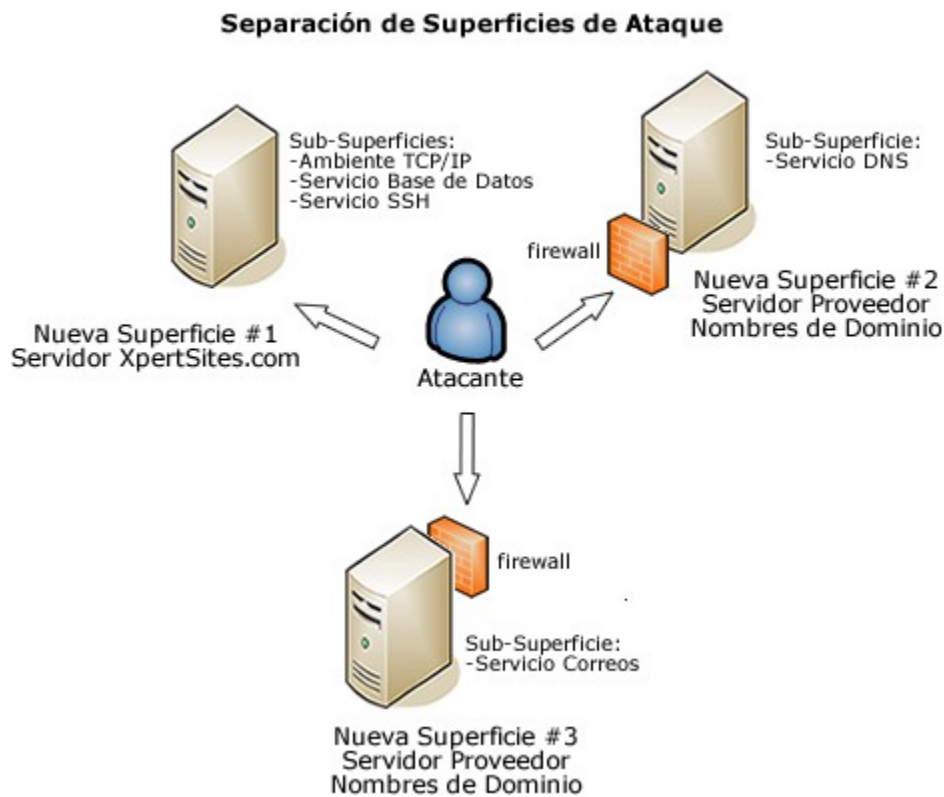 Separación de Superficies de Ataque
Sub-Superficies:
-Ambiente TCP/IP
-Servicio Base de Datos
-Servicio SSH
Nueva Superficie #1
Servidor XpertSites.com
Sub-Superficie:
-Servicio DNS
firewall
Nueva Superficie #2
Servidor Proveedor
Nombres de Dominio
Atacante
firewall
Sub-Superficie:
-Servicio Correos
Nueva Superficie #3
Servidor Proveedor
Nombres de Dominio